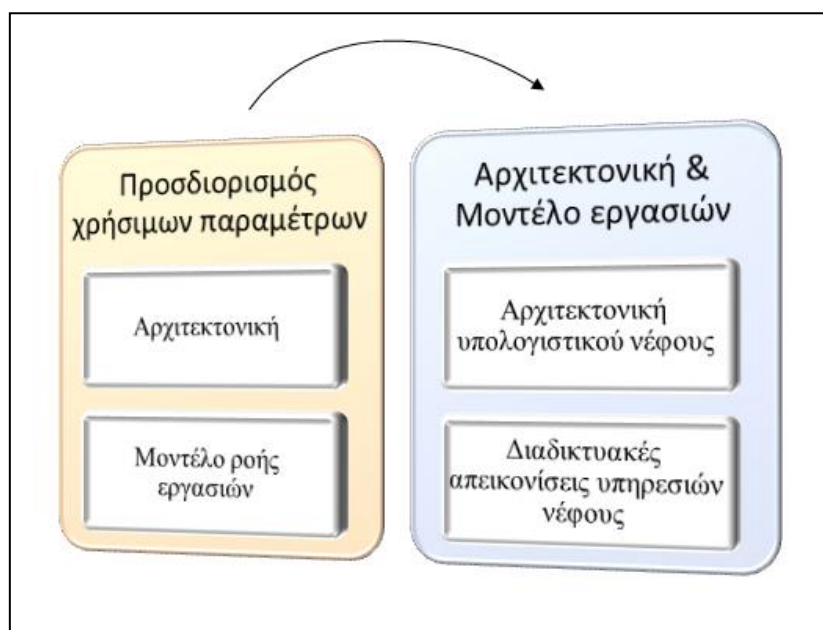 Προσδιορισμός
χρήσιμων παραμέτρων
Αρχιτεκτονική
Μοντέλο ροής
εργασιών
Αρχιτεκτονική &
Μοντέλο εργασιών
Αρχιτεκτονική
υπολογιστικού νέφους
Διαδικτυακές
απεικονίσεις υπηρεσιών
νέφους